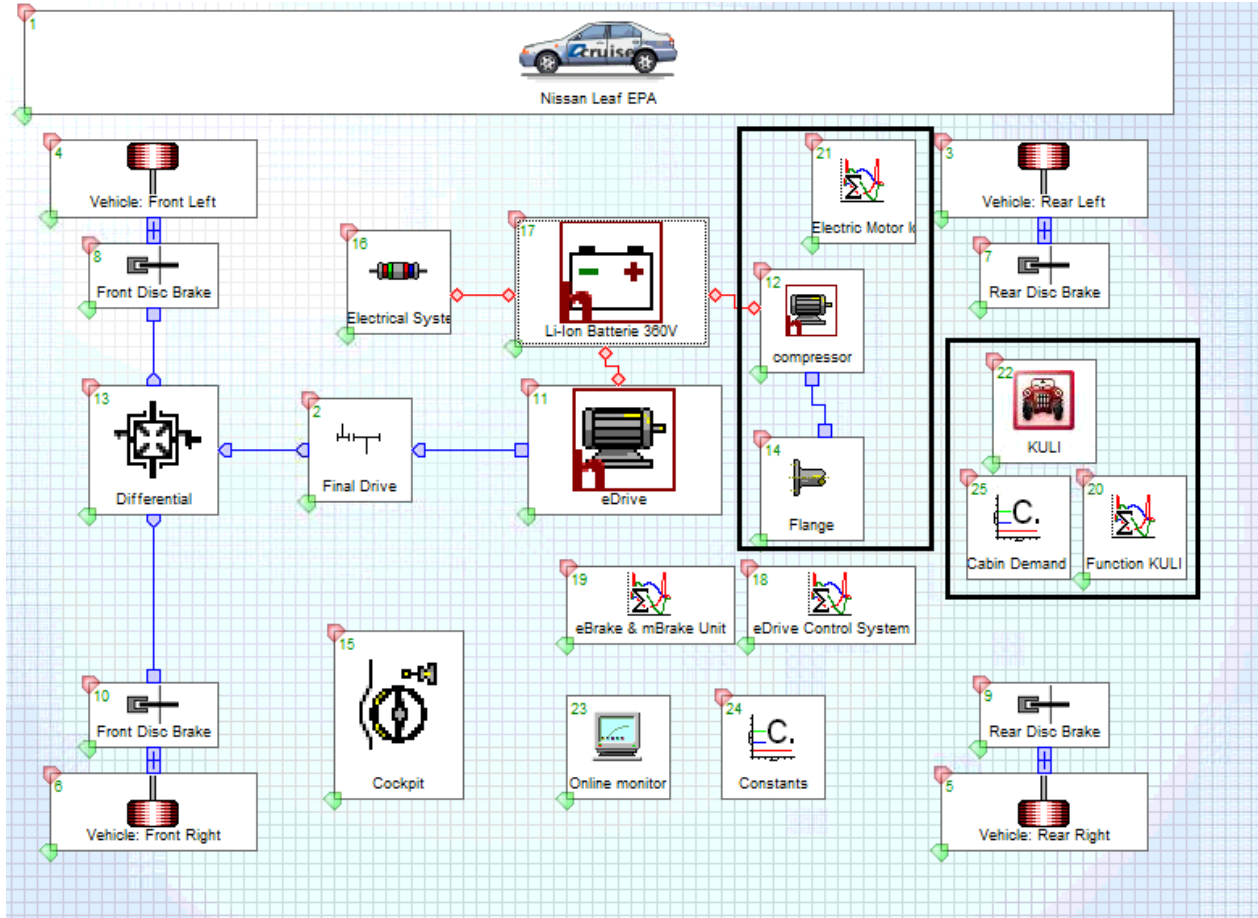 1
cruise
Nissan Leaf EPA
4
Vehicle: Front Left
21
Electric Motor
3
Vehicle: Rear Left
8
Front Disc Brake
16
Electrical Syste
17
Li-Ion Batterie 360V
12
compressor
7
Rear Disc Brake
13
Differential
2
Final Drive
11
eDrive
14
Flange
22
KULI
25
C.
Cabin Demand
20
Function KULI
19
eBrake & mBrake Unit
18
eDrive Control System
15
Cockpit
10
Front Disc Brake
23
Online monitor
24
C.
Constants
9
Rear Disc Brake
6
Vehicle: Front Right
5
Vehicle: Rear Right